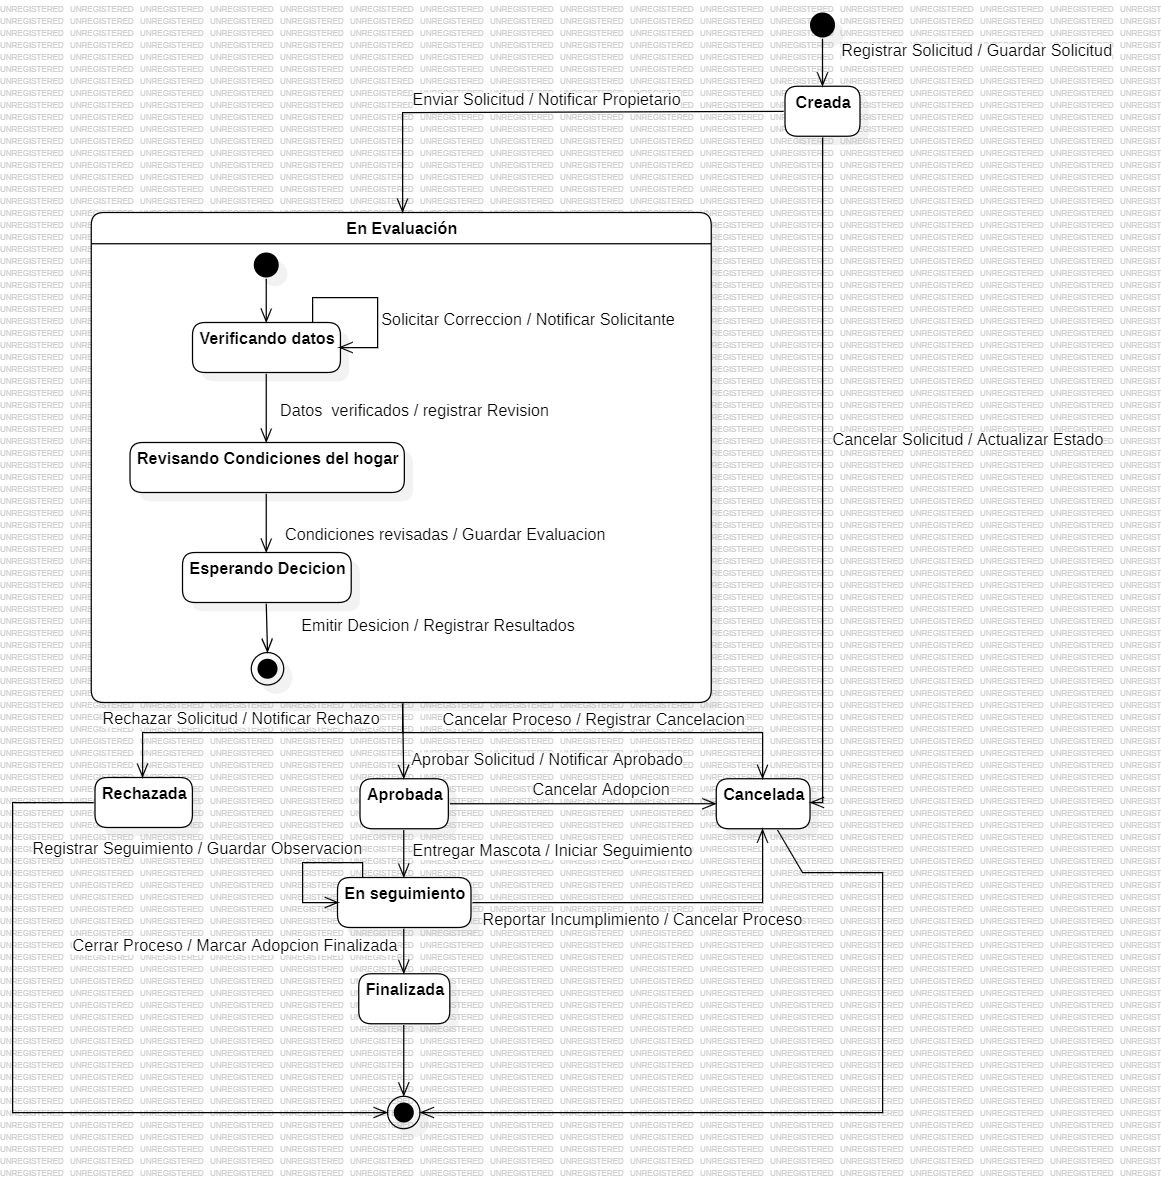 Registrar Solicitud / Guardar Solicitud
Enviar Solicitud / Notificar Propietario
Creada
En Evaluación
Solicitar Correccion / Notificar Solicitante
Verificando datos
Datos  verificados / registrar Revision
Cancelar Solicitud / Actualizar Estado
Revisando Condiciones del hogar
Condiciones revisadas / Guardar Evaluacion
Esperando Decicion
Emitir Desicion / Registrar Resultados
Rechazar Solicitud / Notificar Rechazo
Cancelar Proceso / Registrar Cancelacion
Aprobar Solicitud / Notificar Aprobado
Rechazada
Aprobada
Cancelar Adopcion
Cancelada
Registrar Seguimiento / Guardar Observacion
Entregar Mascota / Iniciar Seguimiento
En seguimiento
Reportar Incumplimiento / Cancelar Proceso
Cerrar Proceso / Marcar Adopcion Finalizada
Finalizada
UNREGISTERED